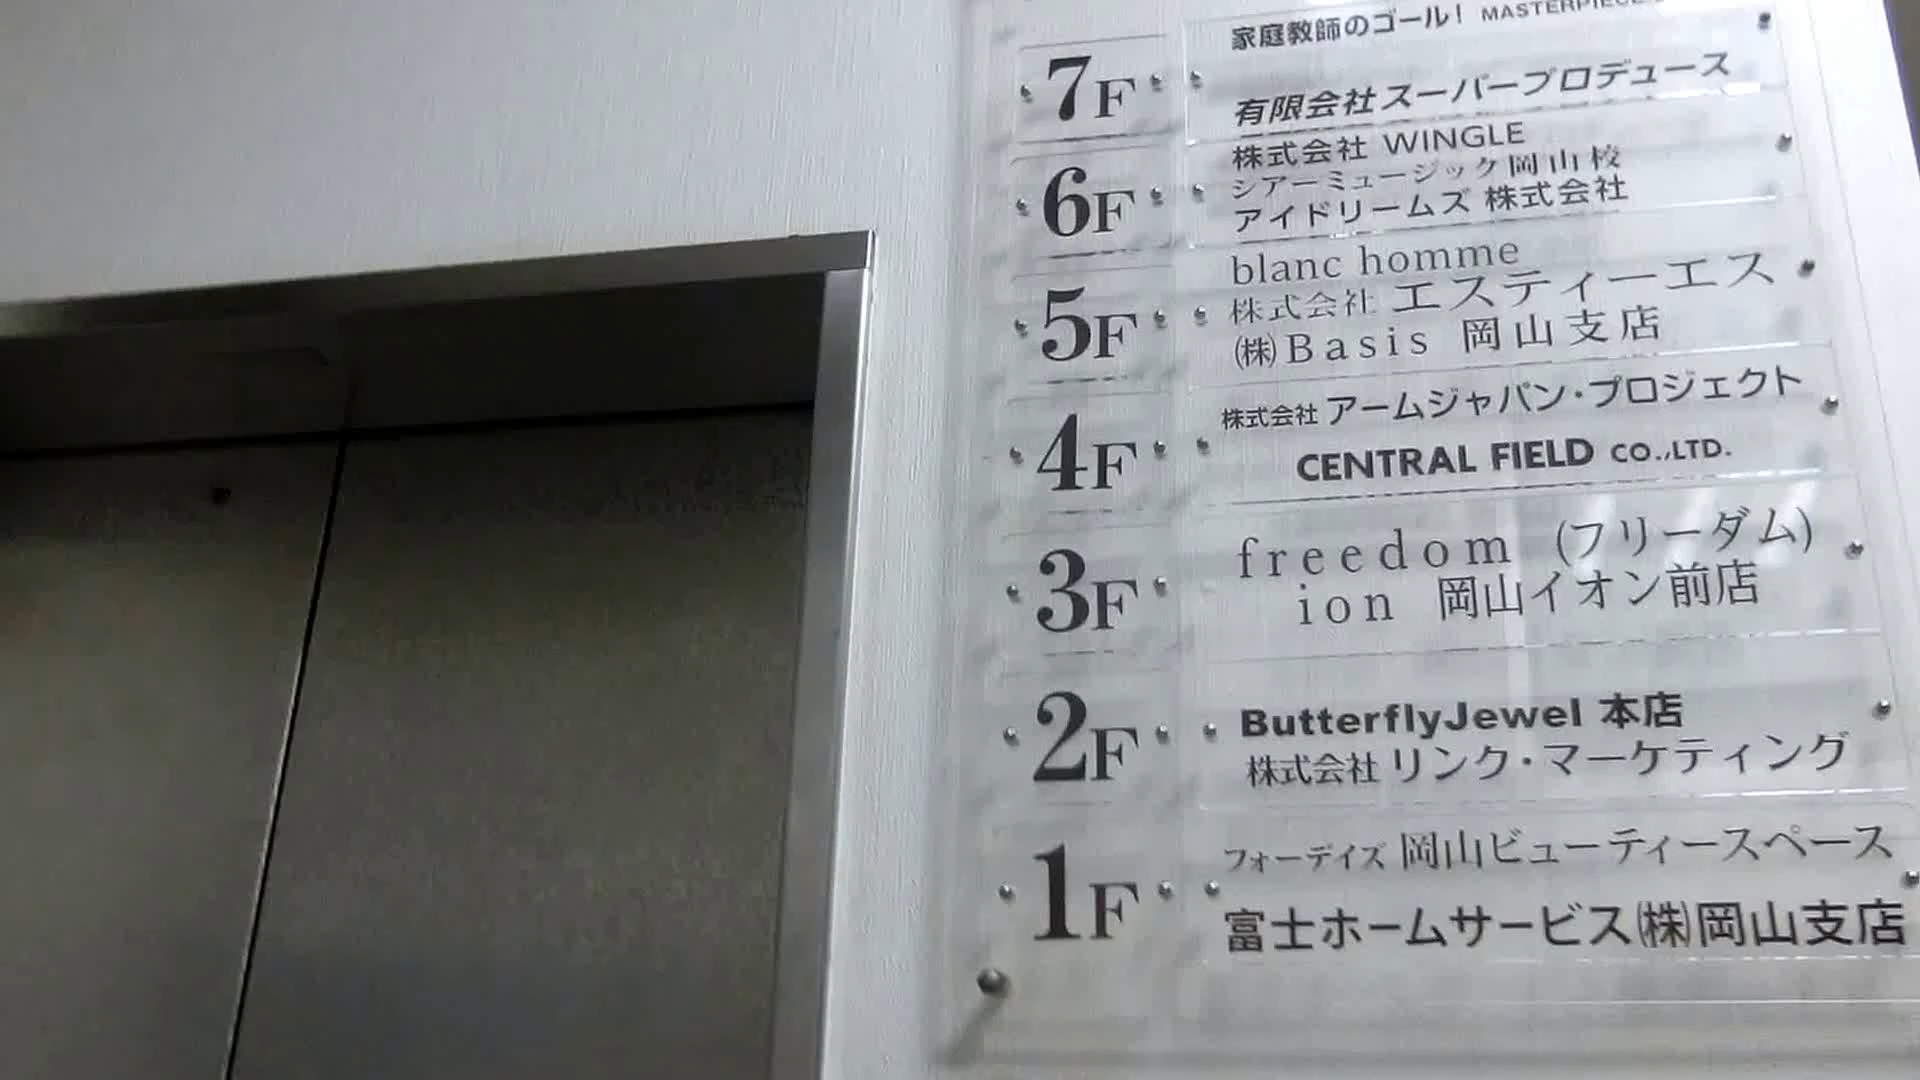 家庭教師のゴール! MASTERPIECE
7F
有限会社スーパープロデュース
株式会社 WINGLE
6F
シアーミュージック岡山校
アイドリームズ 株式会社
blanc homme
5F
株式会社 エスティーエス
㈱Basis 岡山支店
株式会社 アームジャパン・プロジェクト
4F
CENTRAL FIELD CO.,LTD.
freedom (フリーダム)
3F
ion 岡山イオン前店
ButterflyJewel 本店
2F
株式会社 リンク・マーケティング
フォーデイズ 岡山ビューティースペース
1F
富士ホームサービス㈱岡山支店